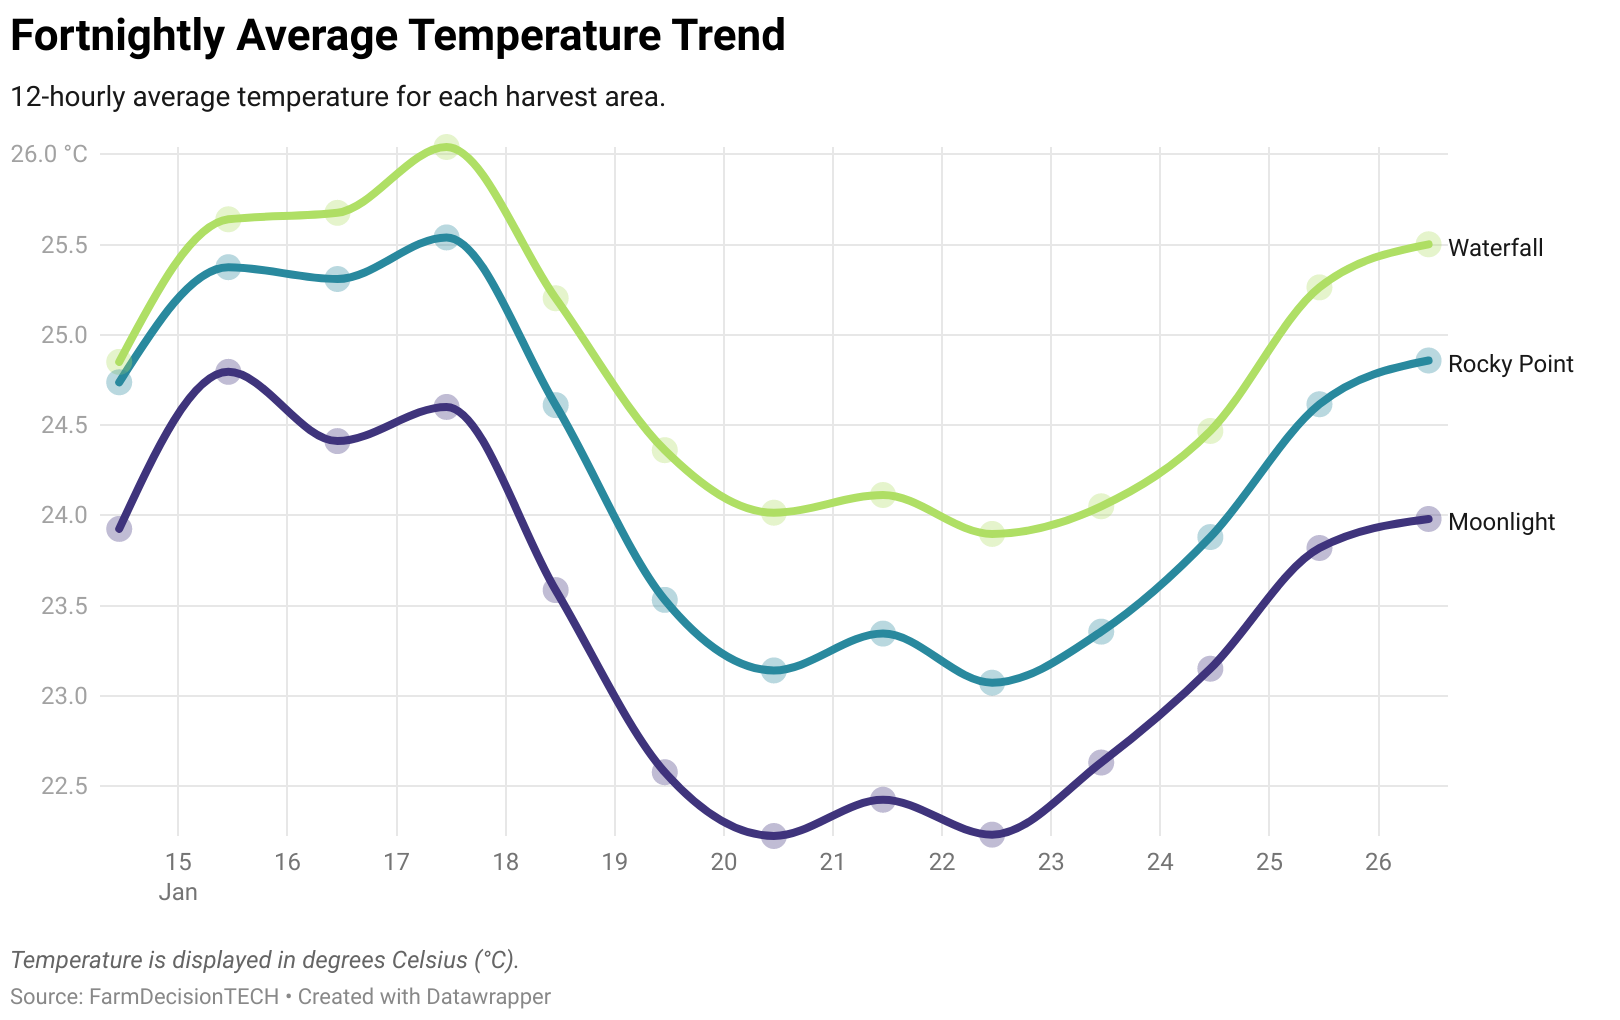 Fortnightly Average Temperature Trend
12-hourly average temperature for each harvest area.
26.0 °C
25.5
25.0
24.5
24.0
23.5
23.0
22.5
Waterfall
Rocky Point
Moonlight
15 16 17 18 19 20 21 22 23 24 25 26
Jan
Temperature is displayed in degrees Celsius (°C).
Source: FarmDecisionTECH • Created with Datawrapper